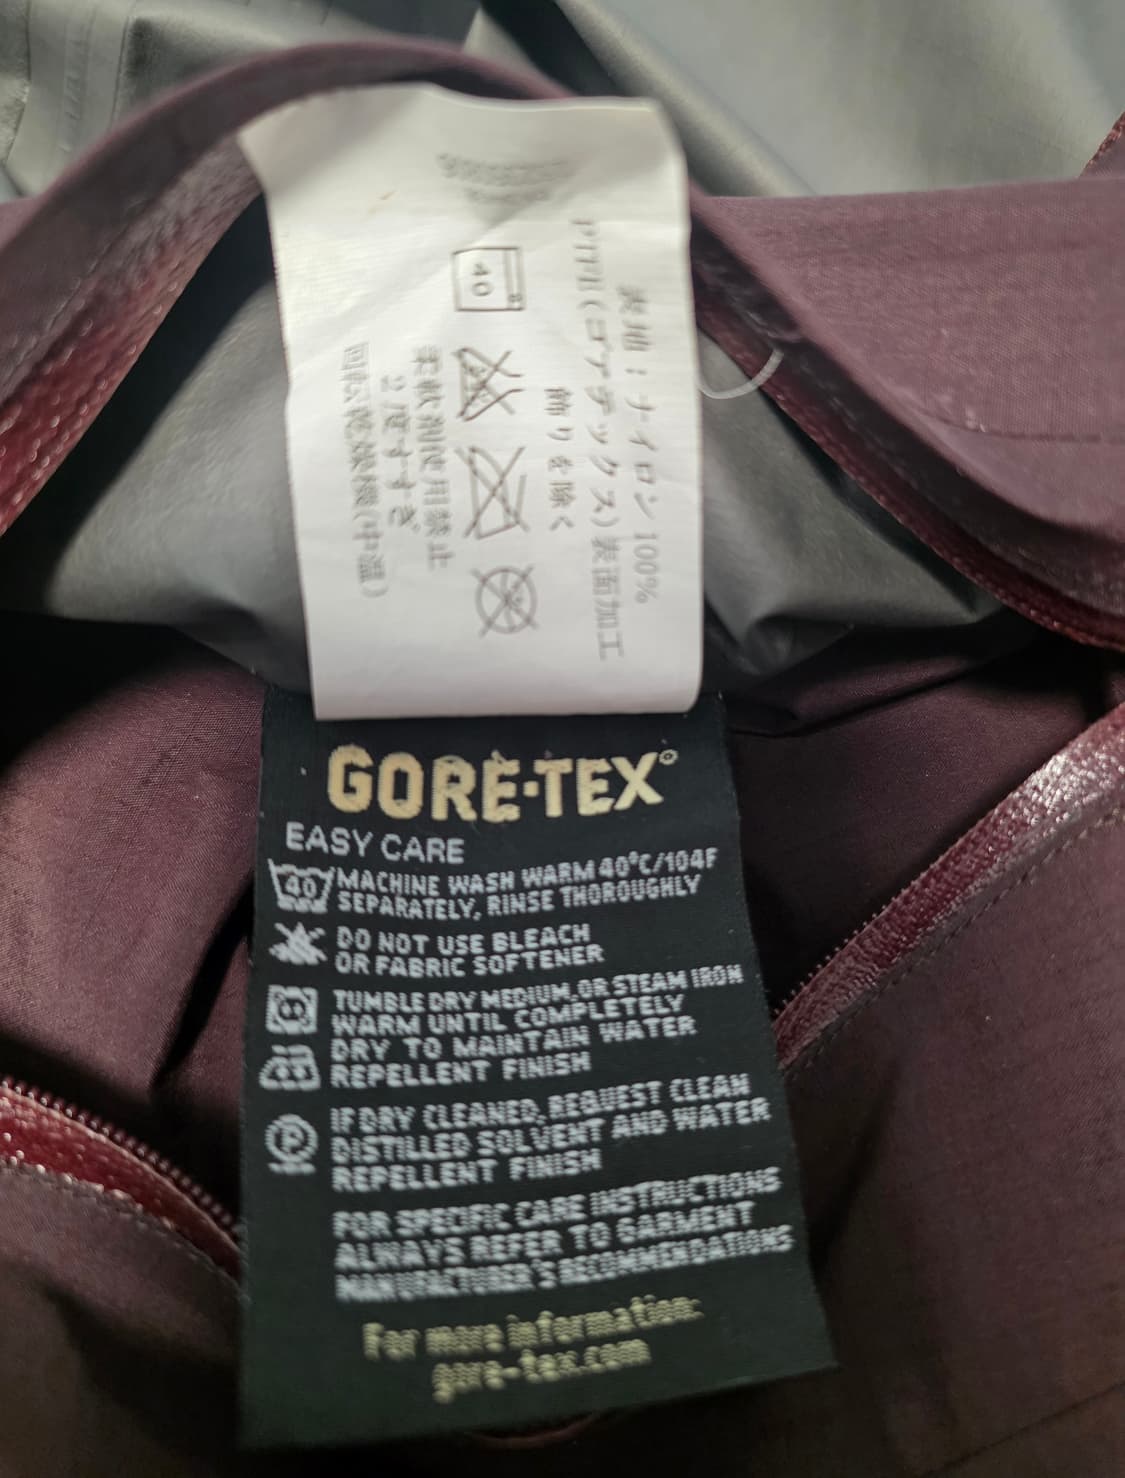 表地：ナイロン 100%
PTFE(ゴアテックス)表面加工
飾りを除く
40
柔軟剤使用禁止
2度すすぎ
回転乾燥機(中温)
GORE-TEX®
EASY CARE
40 MACHINE WASH WARM 40°C/104F
SEPARATELY, RINSE THOROUGHLY
DO NOT USE BLEACH
OR FABRIC SOFTENER
TUMBLE DRY MEDIUM, OR STEAM IRON
WARM UNTIL COMPLETELY
DRY TO MAINTAIN WATER
REPELLENT FINISH
P
IF DRY CLEANED, REQUEST CLEAN
DISTILLED SOLVENT AND WATER
REPELLENT FINISH
FOR SPECIFIC CARE INSTRUCTIONS
ALWAYS REFER TO GARMENT
MANUFACTURER'S RECOMMENDATIONS
For more information:
gore-tex.com